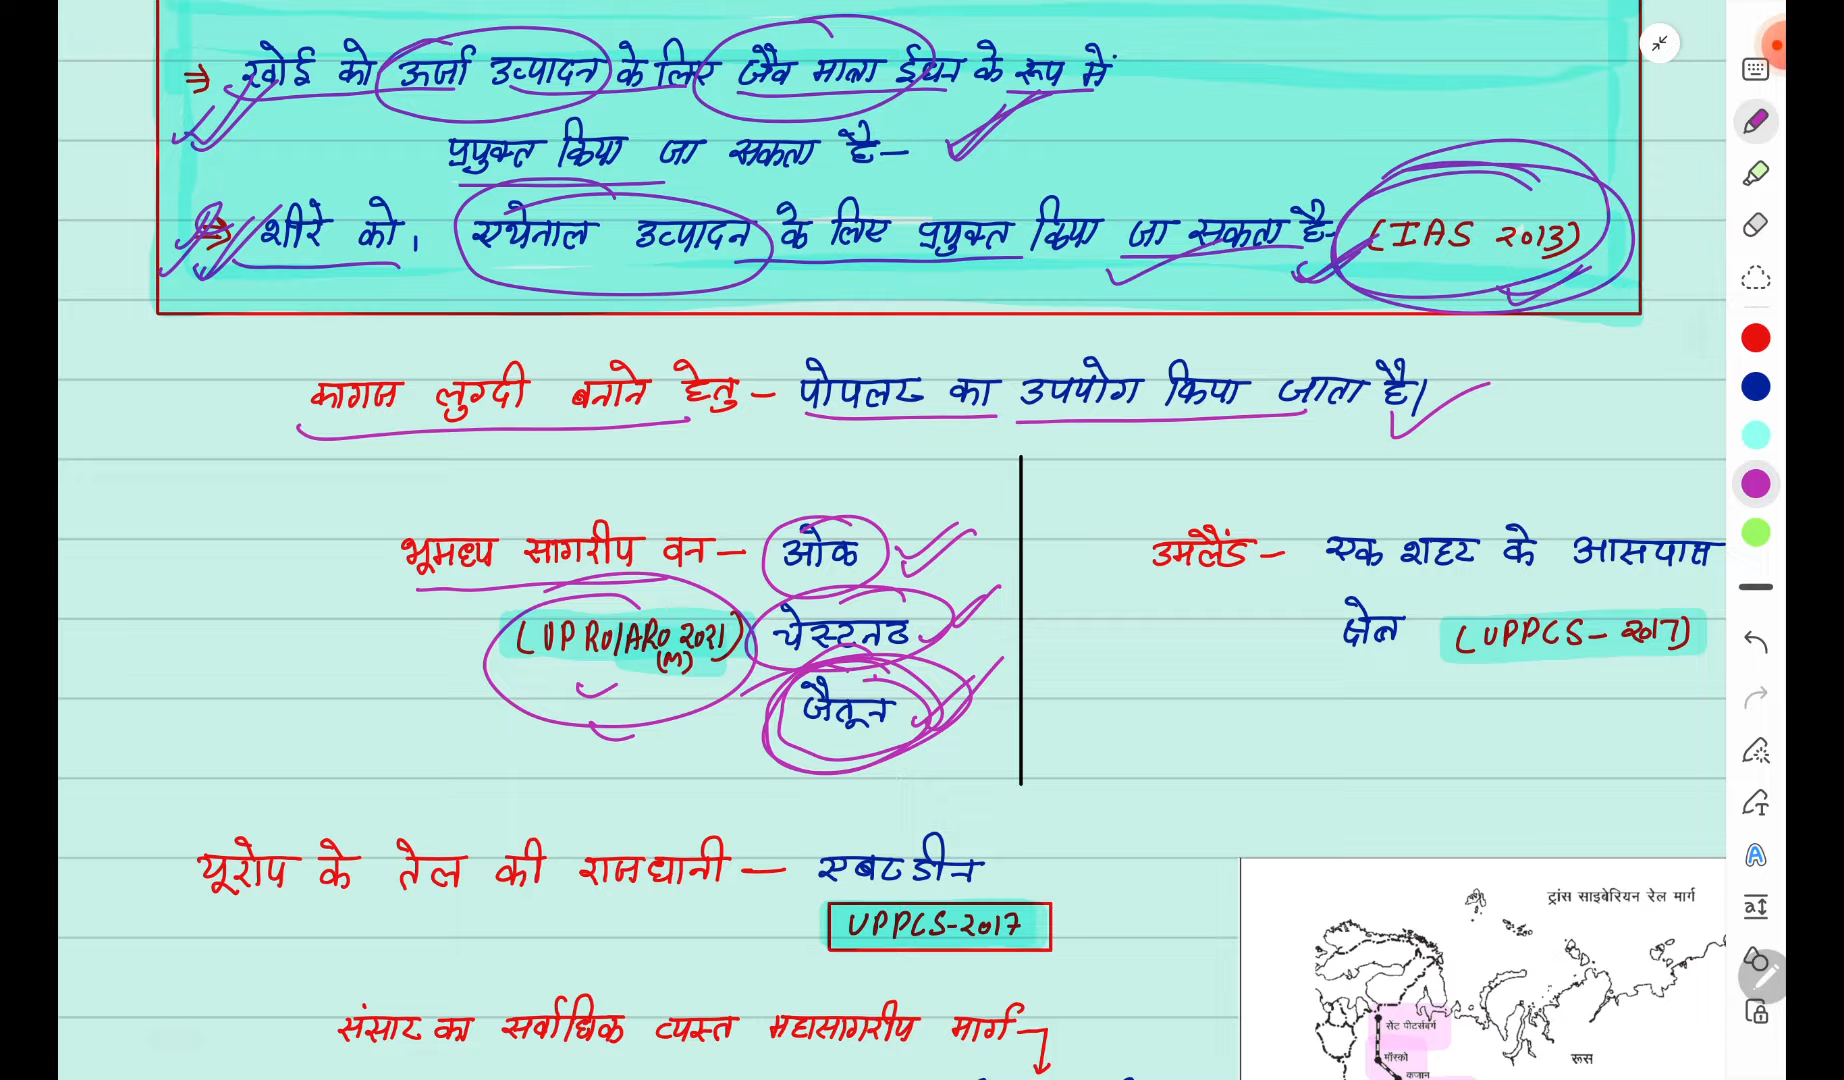 ⇒ खोई को ऊर्जा उत्पादन के लिए जैव मात्रा ईंधन के रूप में
प्रयुक्त किया जा सकता है-
⇒ शीरे को, एथेनाल उत्पादन के लिए प्रयुक्त किया जा सकता है- (IAS 2013)
कागज लुग्दी बनाने हेतु - पोपलर का उपयोग किया जाता है।
भूमध्य सागरीय वन - ओक
(UP RO/ARO 2021) चेस्टनट
(M)
जैतून
उमलैंड - एक शहर के आसपास
क्षेत्र (UPPCS - 2017)
यूरोप के तेल की राजधानी - एबरडीन
UPPCS-2017
संसार का सर्वाधिक व्यस्त महासागरीय मार्ग
ट्रांस साइबेरियन रेल मार्ग
सेंट पीटर्सबर्ग
मॉस्को
रूस
कजान